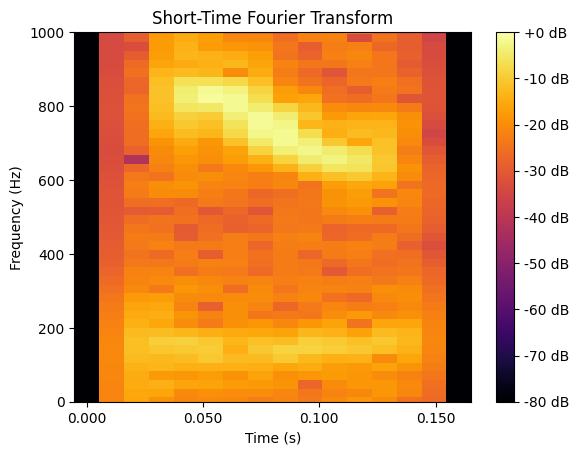 Short-Time Fourier Transform
1000
800
600
400
200
0
Frequency (Hz)
0.000
0.050
0.100
0.150
Time (s)
+0 dB
-10 dB
-20 dB
-30 dB
-40 dB
-50 dB
-60 dB
-70 dB
-80 dB